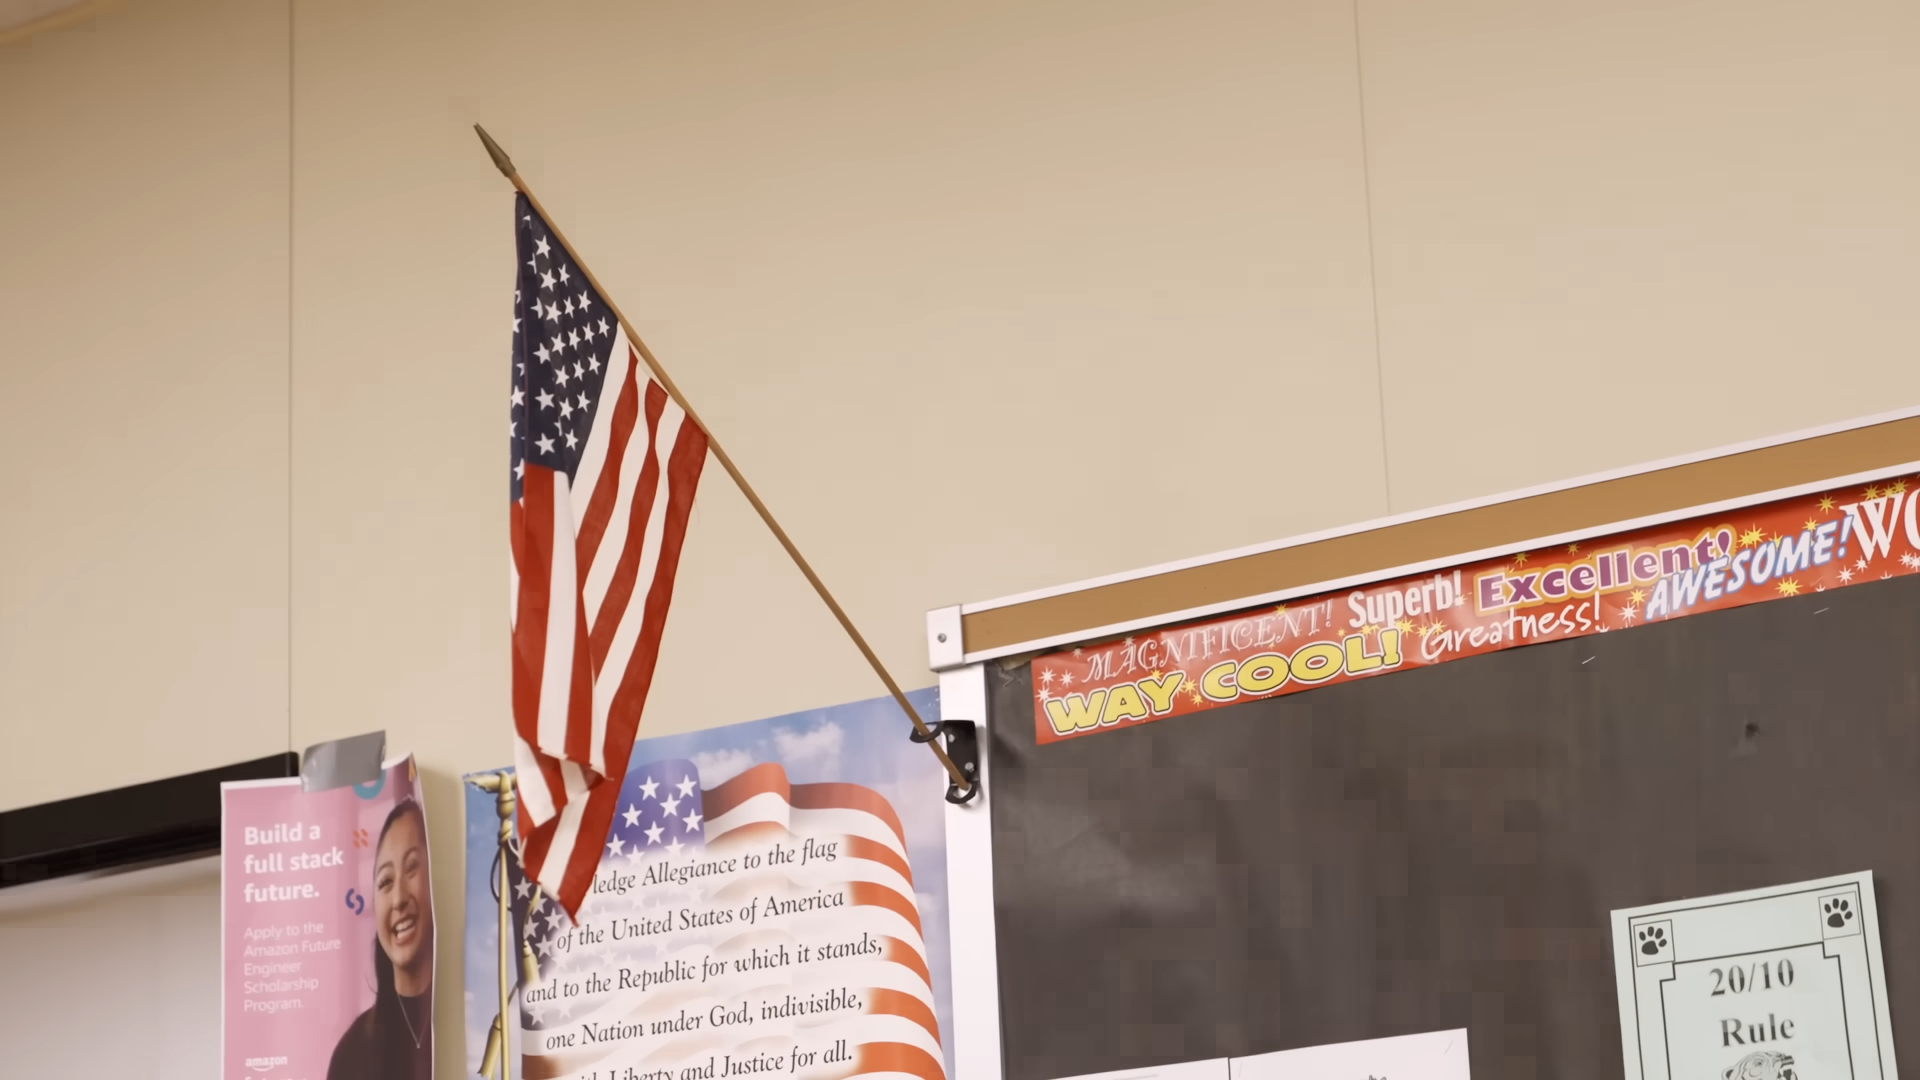 MAGNIFICENT! Superb! Excellent! AWESOME!
WAY COOL! Greatness!
Build a
full stack
future.
Apply to the
Amazon Future
Engineer
Scholarship
Program.
amazon
ledge Allegiance to the flag
of the United States of America
and to the Republic for which it stands,
one Nation under God, indivisible,
Liberty and Justice for all.
20/10
Rule